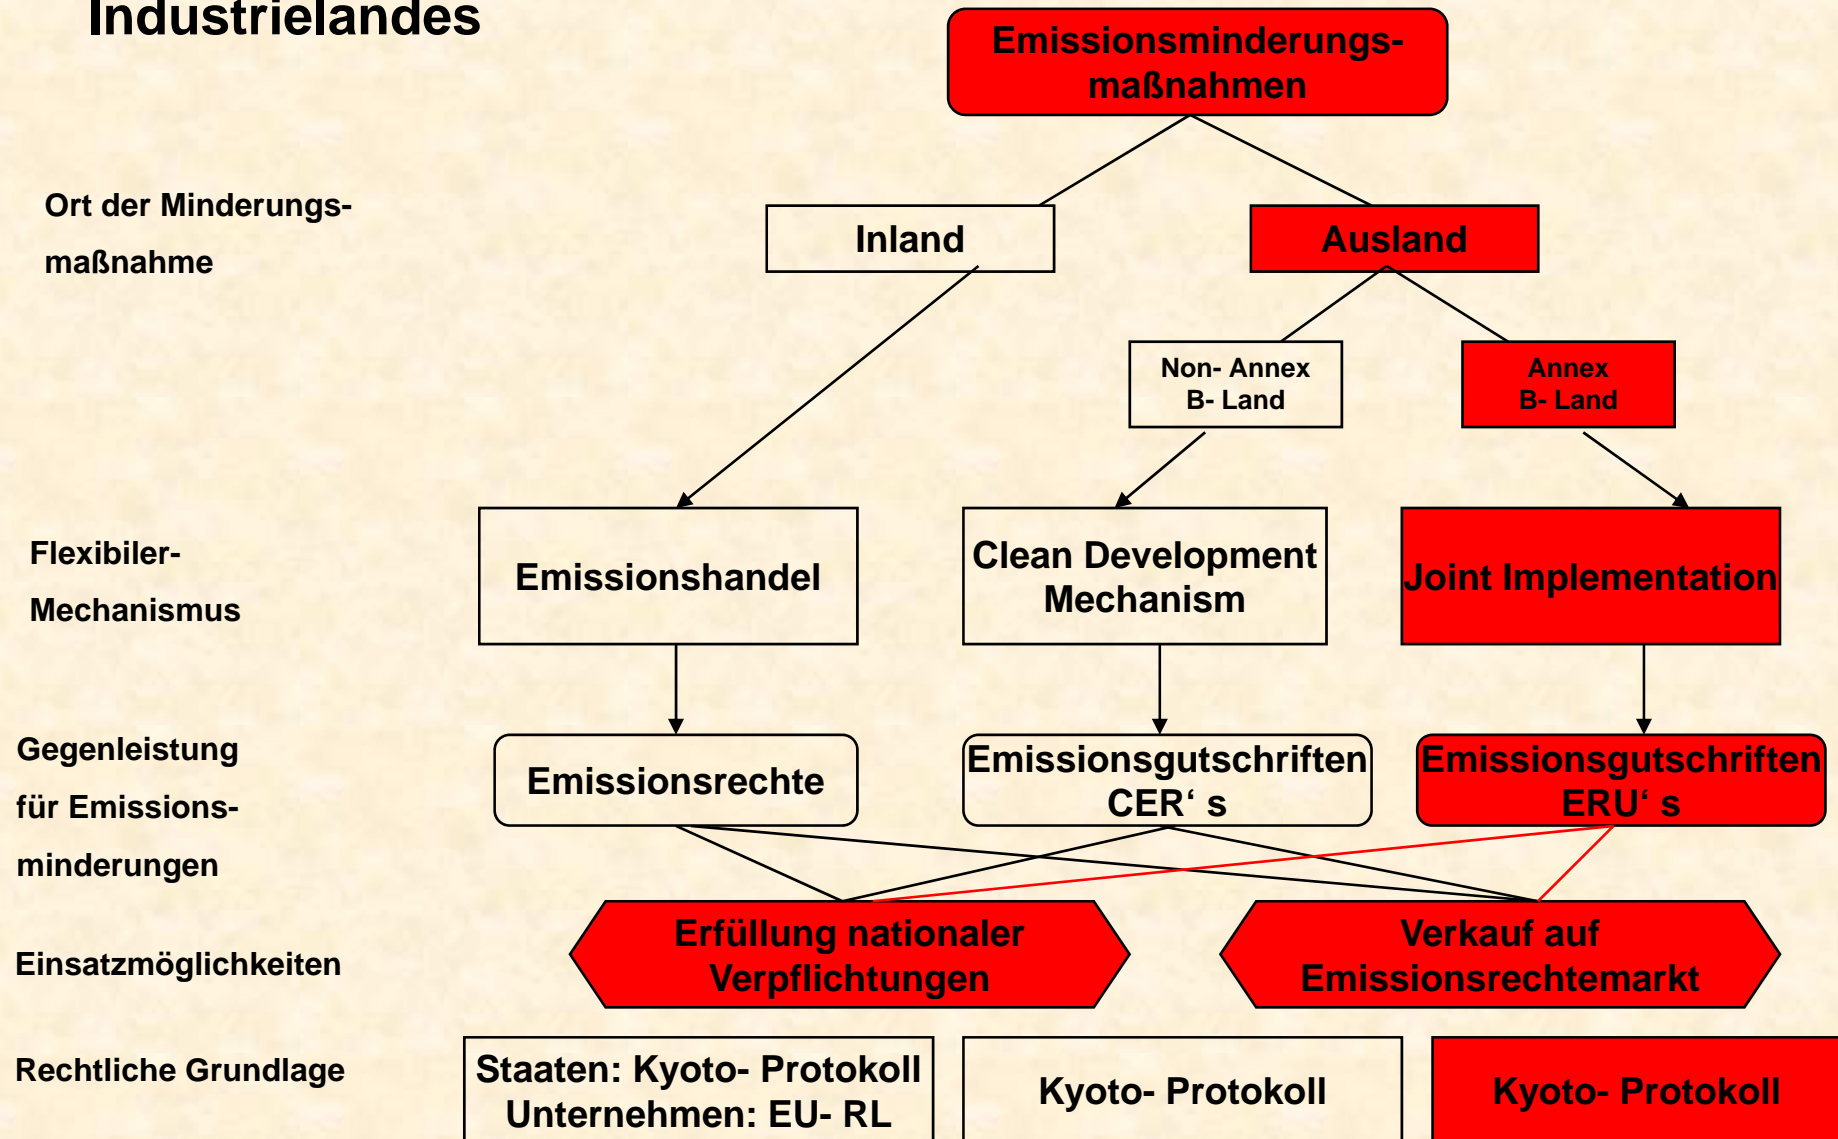 Industrielandes
Emissionsminderungs-
maßnahmen
Ort der Minderungs-
maßnahme
Inland
Ausland
Non- Annex
B- Land
Annex
B- Land
Flexibiler-
Mechanismus
Emissionshandel
Clean Development
Mechanism
Joint Implementation
Gegenleistung
für Emissions-
minderungen
Emissionsrechte
Emissionsgutschriften
CER‘ s
Emissionsgutschriften
ERU‘ s
Einsatzmöglichkeiten
Erfüllung nationaler
Verpflichtungen
Verkauf auf
Emissionsrechtemarkt
Rechtliche Grundlage
Staaten: Kyoto- Protokoll
Unternehmen: EU- RL
Kyoto- Protokoll
Kyoto- Protokoll